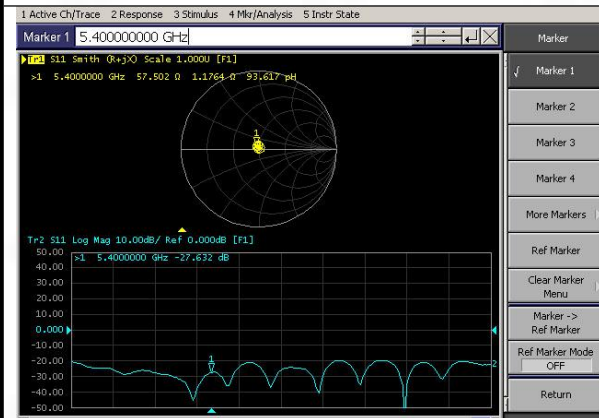 1 Active Ch/Trace 2 Response 3 Stimulus 4 Mkr/Analysis 5 Instr State
Marker 1 5.400000000 GHz
Marker
Tr1 S11 Smith (R+jX) Scale 1.000U [F1]
>1 5.4000000 GHz 57.502 Ω 1.1764 Ω 93.617 pH
√ Marker 1
Marker 2
Marker 3
Marker 4
More Markers
Ref Marker
Clear Marker
Menu
Marker ->
Ref Marker
Ref Marker Mode
OFF
Return
1
Tr2 S11 Log Mag 10.00dB/ Ref 0.000dB [F1]
>1 5.4000000 GHz -27.632 dB
50.00
40.00
30.00
20.00
10.00
0.000
-10.00
-20.00
-30.00
-40.00
-50.00
1
2